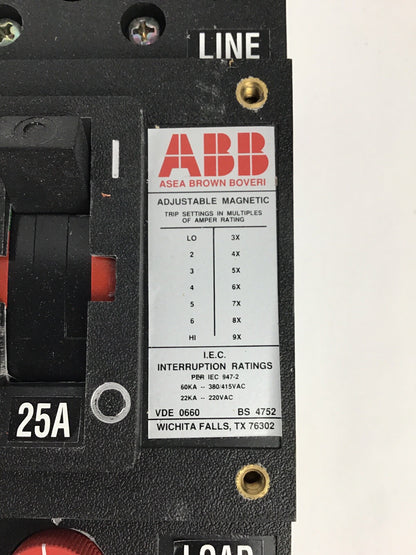 LINE
ABB
ASEA BROWN BOVERI
ADJUSTABLE MAGNETIC
TRIP SETTINGS IN MULTIPLES
OF AMPER RATING
LO 3X
2 4X
3 5X
4 6X
5 7X
6 8X
HI 9X
I.E.C.
INTERRUPTION RATINGS
PER IEC 947-2
60KA -- 380/415VAC
22KA -- 220VAC
VDE 0660 BS 4752
WICHITA FALLS, TX 76302
25A
LOAD